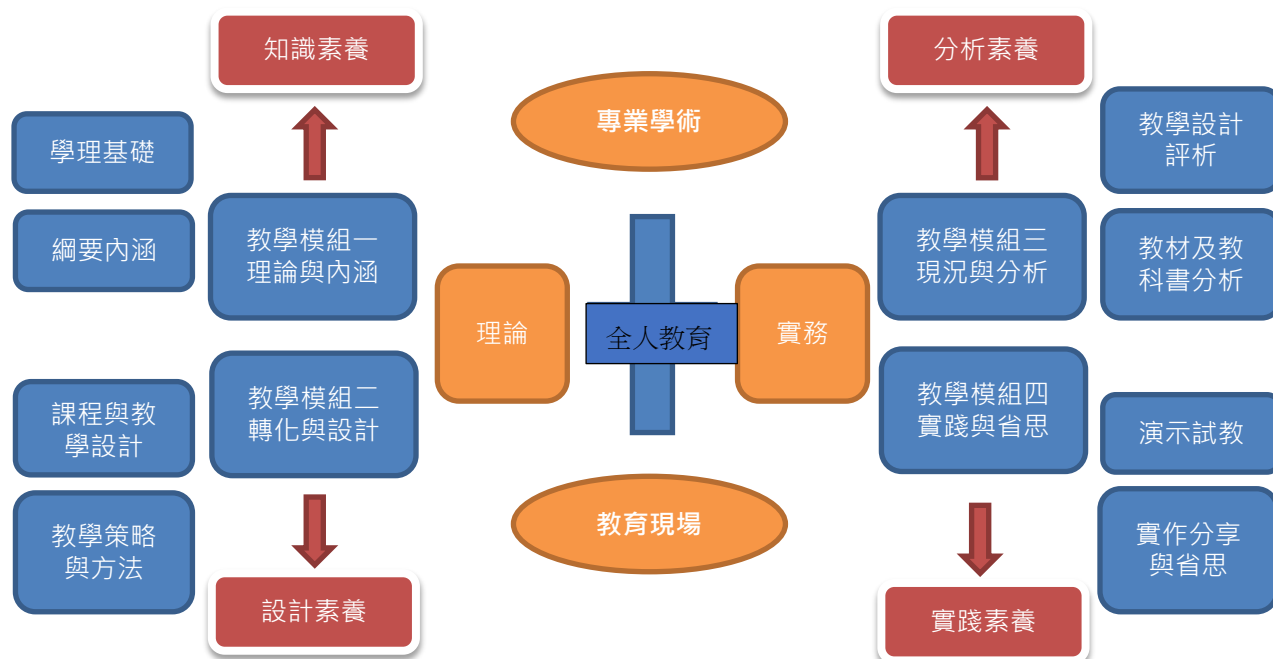 知識素養
分析素養
專業學術
學理基礎
教學設計
評析
綱要內涵
教學模組一
理論與內涵
教學模組三
現況與分析
教材及教
科書分析
理論
全人教育
實務
課程與教
學設計
教學模組二
轉化與設計
教學模組四
實踐與省思
演示試教
教學策略
與方法
教育現場
實作分享
與省思
設計素養
實踐素養